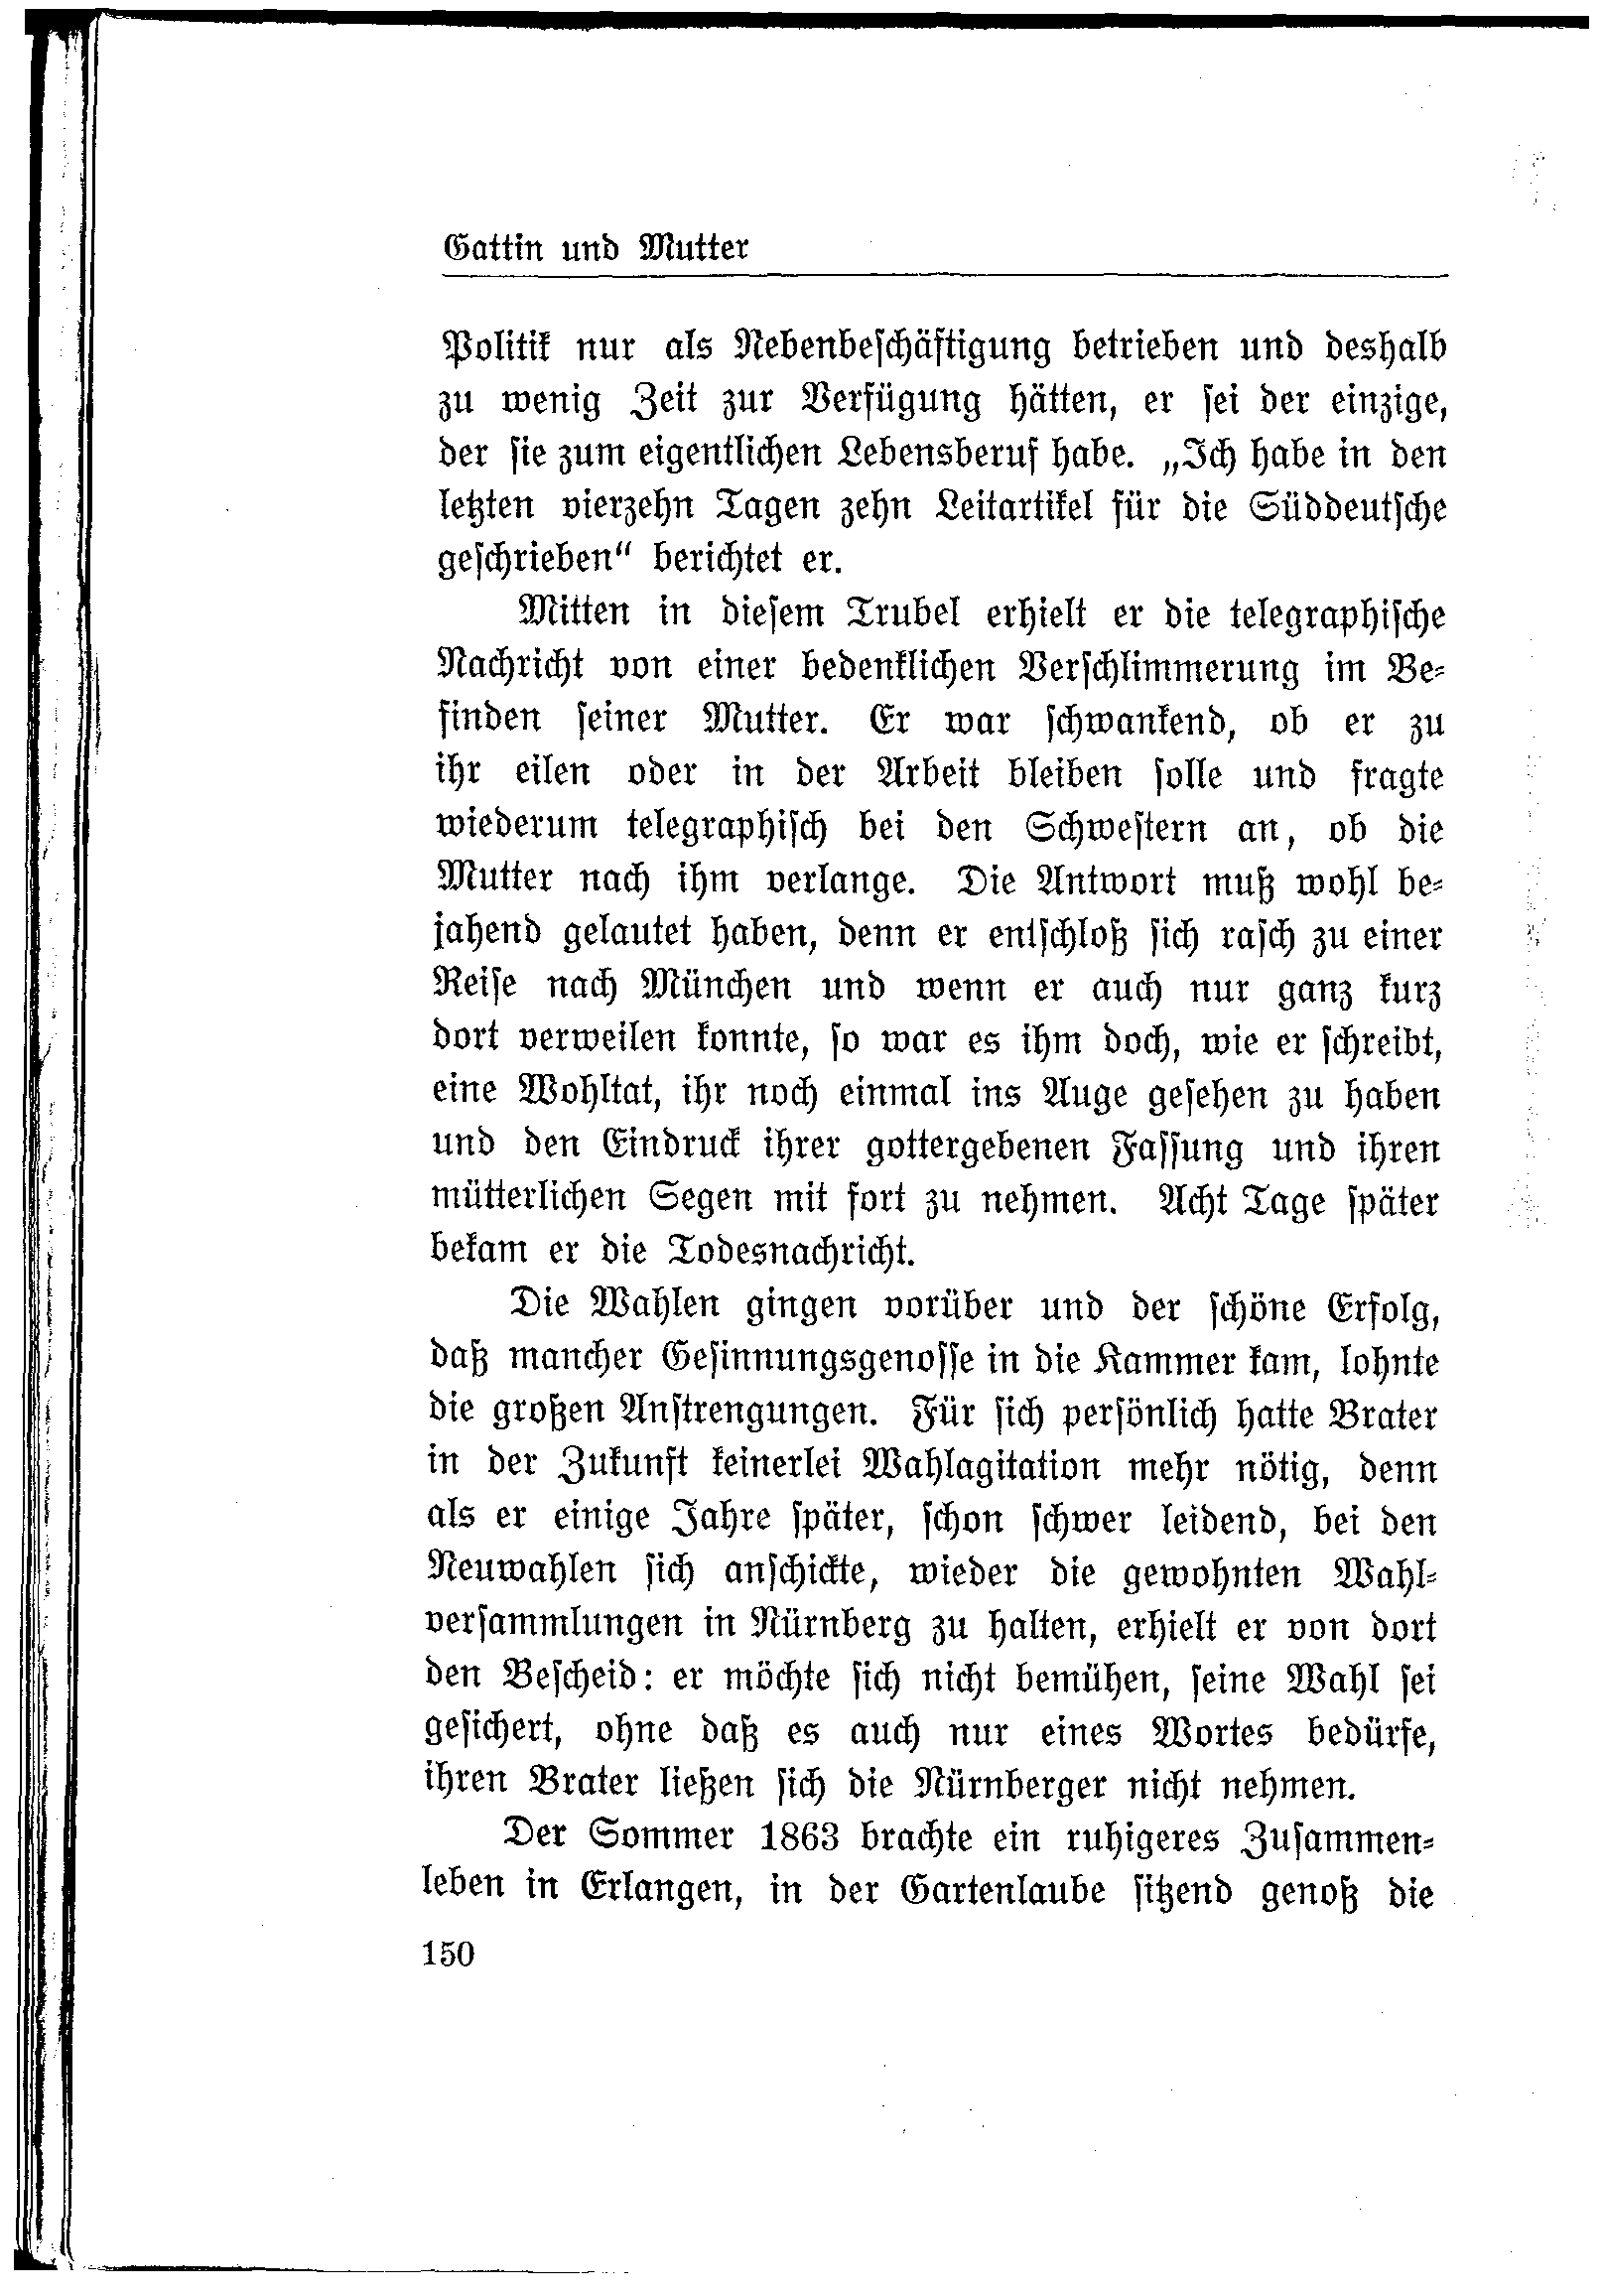 Gattin und Mutter
Politik nur als Nebenbeschäftigung betrieben und deshalb
zu wenig Zeit zur Verfügung hätten, er sei der einzige,
der sie zum eigentlichen Lebensberuf habe. „Ich habe in den
letzten vierzehn Tagen zehn Leitartikel für die Süddeutsche
geschrieben“ berichtet er.
Mitten in diesem Trubel erhielt er die telegraphische
Nachricht von einer bedenklichen Verschlimmerung im Be-
finden seiner Mutter. Er war schwankend, ob er zu
ihr eilen oder in der Arbeit bleiben solle und fragte
wiederum telegraphisch bei den Schwestern an, ob die
Mutter nach ihm verlange. Die Antwort muß wohl be-
jahend gelautet haben, denn er entschloß sich rasch zu einer
Reise nach München und wenn er auch nur ganz kurz
dort verweilen konnte, so war es ihm doch, wie er schreibt,
eine Wohltat, ihr noch einmal ins Auge gesehen zu haben
und den Eindruck ihrer gottergebenen Fassung und ihren
mütterlichen Segen mit fort zu nehmen. Acht Tage später
bekam er die Todesnachricht.
Die Wahlen gingen vorüber und der schöne Erfolg,
daß mancher Gesinnungsgenosse in die Kammer kam, lohnte
die großen Anstrengungen. Für sich persönlich hatte Brater
in der Zukunft keinerlei Wahlagitation mehr nötig, denn
als er einige Jahre später, schon schwer leidend, bei den
Neuwahlen sich anschickte, wieder die gewohnten Wahl-
versammlungen in Nürnberg zu halten, erhielt er von dort
den Bescheid: er möchte sich nicht bemühen, seine Wahl sei
gesichert, ohne daß es auch nur eines Wortes bedürfe,
ihren Brater ließen sich die Nürnberger nicht nehmen.
Der Sommer 1863 brachte ein ruhigeres Zusammen-
leben in Erlangen, in der Gartenlaube sitzend genoß die
150